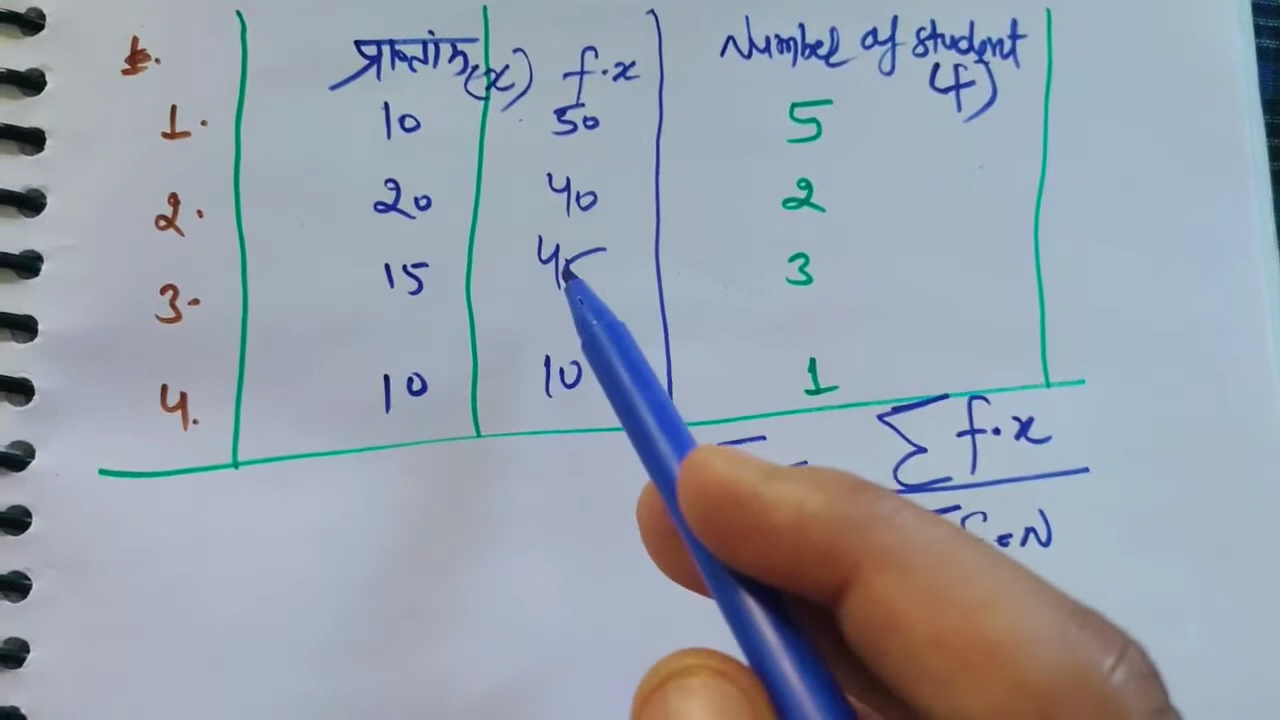 प्राप्तांक (x) f.x Number of student (f)
1. 10 50 5
2. 20 40 2
3. 15 45 3
4. 10 10 1
∑ f.x
= N